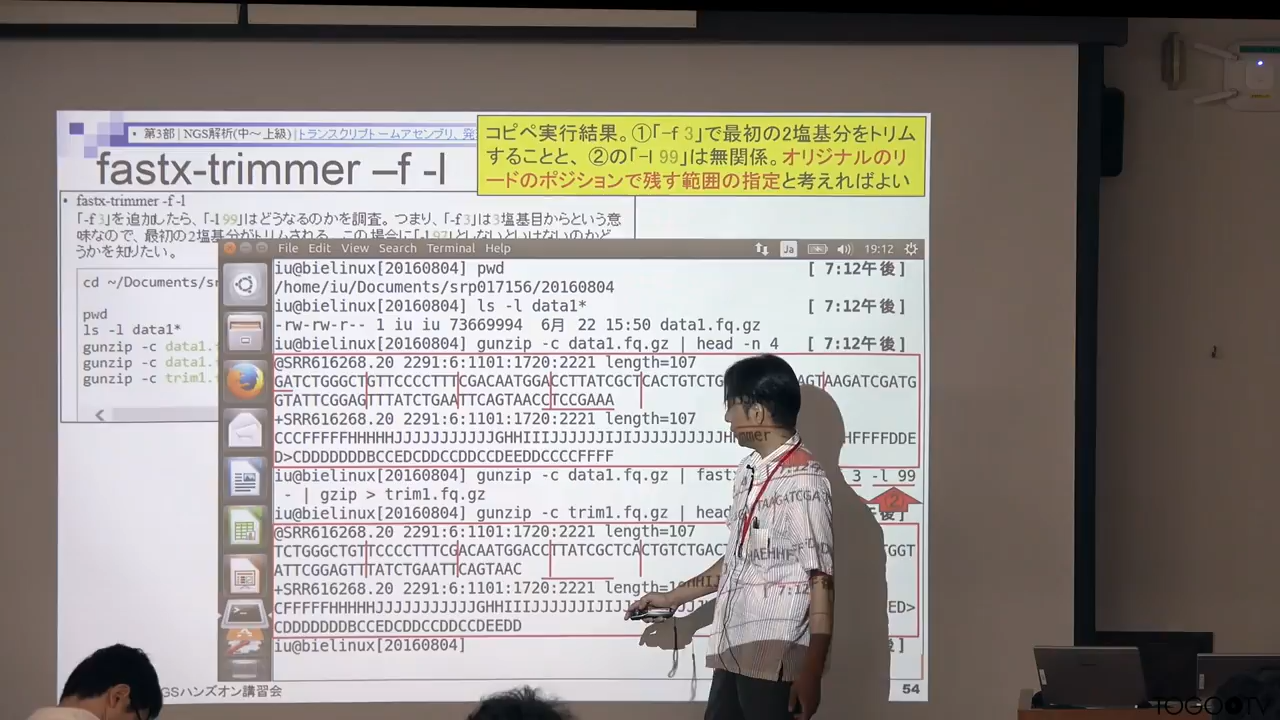 第3部 | NGS解析(中～上級) | トランスクリプトームアセンブリ、発
fastx-trimmer –f -l
コピペ実行結果。①「-f 3」で最初の2塩基分をトリム
することと、②の「-l 99」は無関係。オリジナルのリ
ードのポジションで残す範囲の指定と考えればよい
fastx-trimmer -f -l
「-f 3」を追加したら、「-l 99」はどうなるのかを調査。つまり、「-f 3」は3塩基目からという意
味なので、最初の2塩基分がトリムされる。この場合に「-l 97」としないといけないのかど
うかを知りたい。
cd ~/Documents/sr
pwd
ls -l data1*
gunzip -c data1.
gunzip -c data1.
gunzip -c trim1.
File Edit View Search Terminal Help
Ja
19:12
iu@bielinux[20160804] pwd [ 7:12午後]
/home/iu/Documents/srp017156/20160804
iu@bielinux[20160804] ls -l data1* [ 7:12午後]
-rw-rw-r-- 1 iu iu 73669994 6月 22 15:50 data1.fq.gz
iu@bielinux[20160804] gunzip -c data1.fq.gz | head -n 4 [ 7:12午後]
@SRR616268.20 2291:6:1101:1720:2221 length=107
GATCTGGGCTGTTCCCCTTTCGACAATGGACCTTATCGCTCACTGTCTG AGTAAGATCGATG
GTATTCGGAGTTTATCTGAATTCAGTAACCTCCGAAA
+SRR616268.20 2291:6:1101:1720:2221 length=107
CCCFFFFFHHHHHJJJJJJJJJJJGHHIIIJJJJJJIJIJJJJJJJJH HFFFFDDE
D>CDDDDDDDBCCEDCDDCCDDCCDDEEDDCCCCFFFF
iu@bielinux[20160804] gunzip -c data1.fq.gz | fast 3 -l 99
- | gzip > trim1.fq.gz
iu@bielinux[20160804] gunzip -c trim1.fq.gz | head
@SRR616268.20 2291:6:1101:1720:2221 length=107
TCTGGGCTGTTCCCCTTTCGACAATGGACCTTATCGCTCACTGTCTGACT GGT
ATTCGGAGTTTATCTGAATTCAGTAAC
+SRR616268.20 2291:6:1101:1720:2221 length=1
CFFFFFHHHHHJJJJJJJJJJJGHHIIIJJJJJJIJIJ ED>
CDDDDDDDBCCEDCDDCCDDCCDEEDD
iu@bielinux[20160804]
②
GSハンズオン講習会
54
TOGOTV